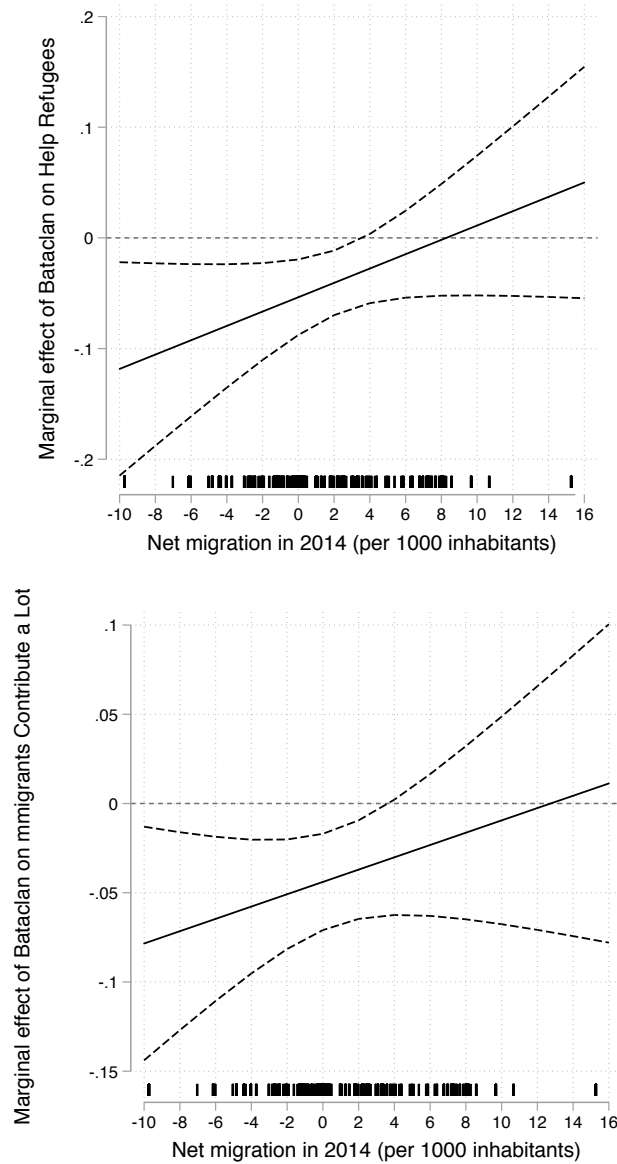 Marginal effect of Bataclan on Help Refugees
.2
.1
0
-.1
-.2
-10 -8 -6 -4 -2 0 2 4 6 8 10 12 14 16
Net migration in 2014 (per 1000 inhabitants)
Marginal effect of Bataclan on mmigrants Contribute a Lot
.1
.05
0
-.05
-.1
-.15
-10 -8 -6 -4 -2 0 2 4 6 8 10 12 14 16
Net migration in 2014 (per 1000 inhabitants)